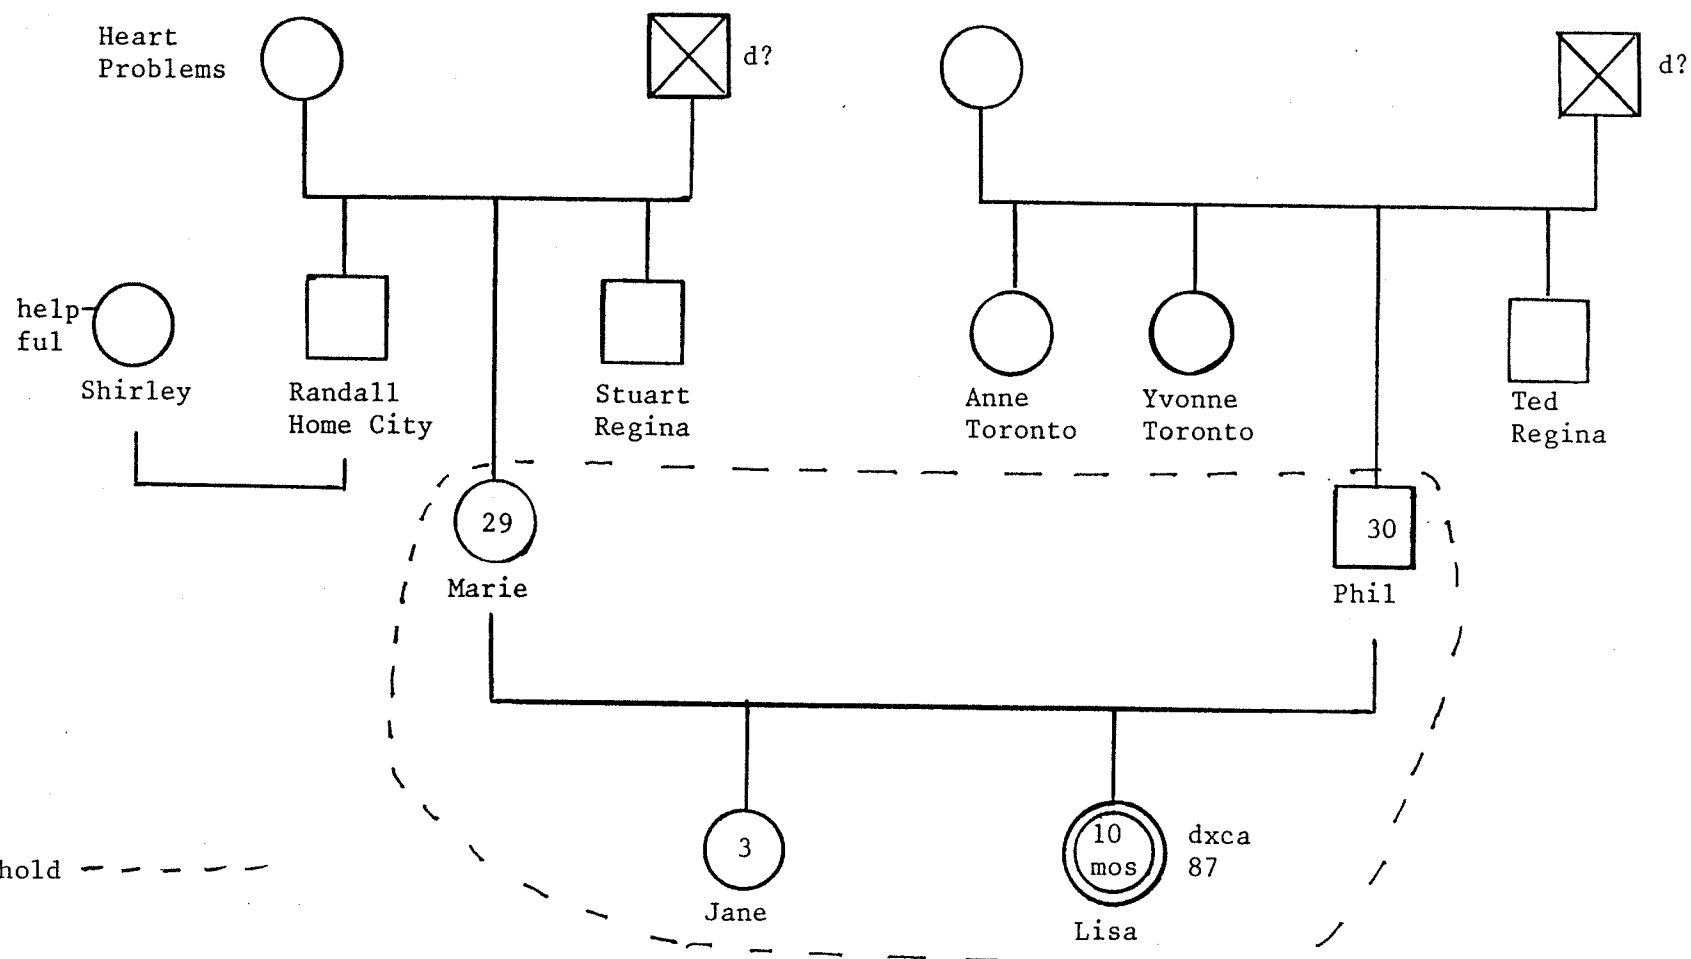 Heart
Problems
d?
d?
help-
ful
Shirley
Randall
Home City
Stuart
Regina
Anne
Toronto
Yvonne
Toronto
Ted
Regina
29
Marie
30
Phil
3
Jane
10
mos
dxca
87
Lisa
hold